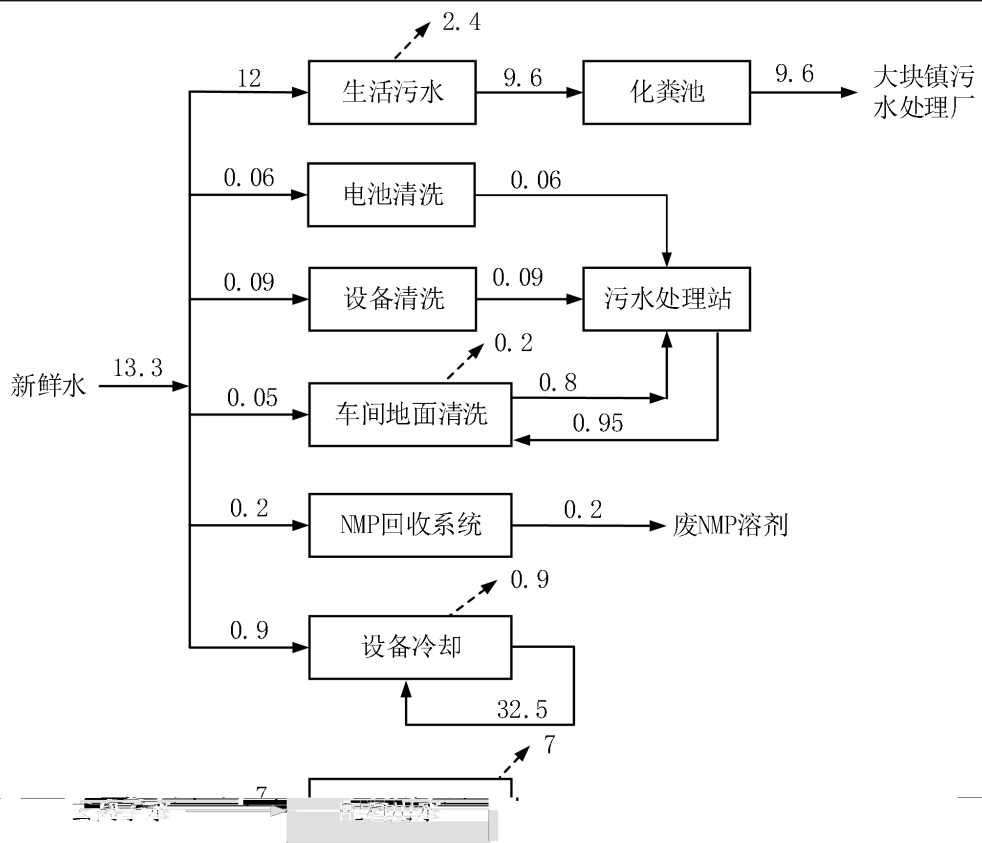 2.4
12
生活污水
9.6
化粪池
9.6
大块镇污
水处理厂
0.06
电池清洗
0.06
0.09
设备清洗
0.09
污水处理站
0.2
新鲜水
13.3
0.05
车间地面清洗
0.8
0.95
0.2
NMP回收系统
0.2
废NMP溶剂
0.9
0.9
设备冷却
32.5
7
7